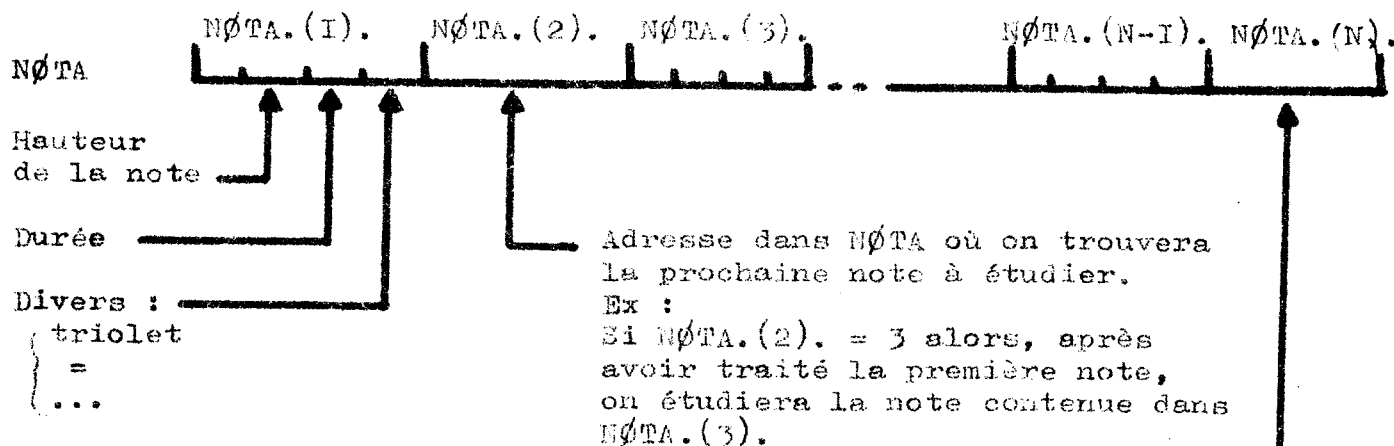 NØTA.(I). NØTA.(2). NØTA.(3). NØTA.(N-I). NØTA.(N).
NØTA
Hauteur
de la note
Durée
Divers :
triolet
=
...
Adresse dans NØTA où on trouvera
la prochaine note à étudier.
Ex :
Si NØTA.(2). = 3 alors, après
avoir traité la première note,
on étudiera la note contenue dans
NØTA.(3).